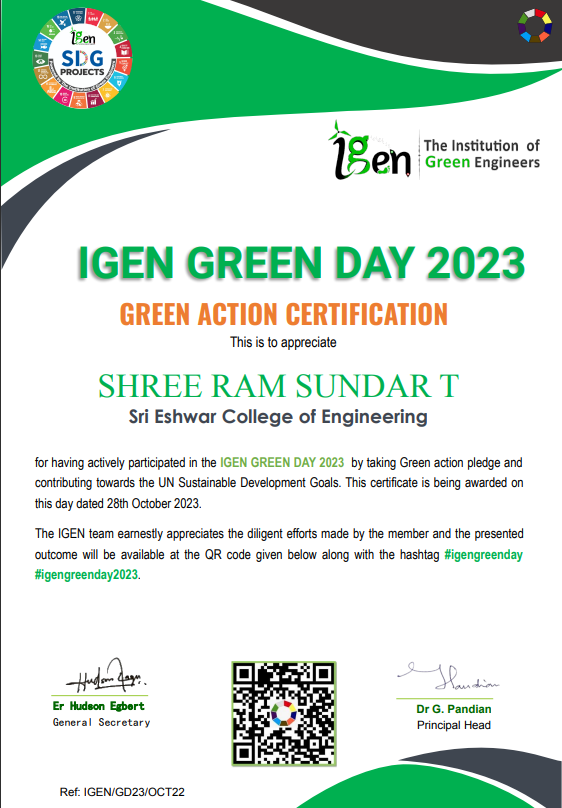 igen
SDG
PROJECTS
igen
The Institution of
Green Engineers
IGEN GREEN DAY 2023
GREEN ACTION CERTIFICATION
This is to appreciate
SHREE RAM SUNDAR T
Sri Eshwar College of Engineering
for having actively participated in the IGEN GREEN DAY 2023 by taking Green action pledge and
contributing towards the UN Sustainable Development Goals. This certificate is being awarded on
this day dated 28th October 2023.
The IGEN team earnestly appreciates the diligent efforts made by the member and the presented
outcome will be available at the QR code given below along with the hashtag #igengreenday
#igengreenday2023.
Er Hudson Egbert
General Secretary
Dr G. Pandian
Principal Head
Ref: IGEN/GD23/OCT22